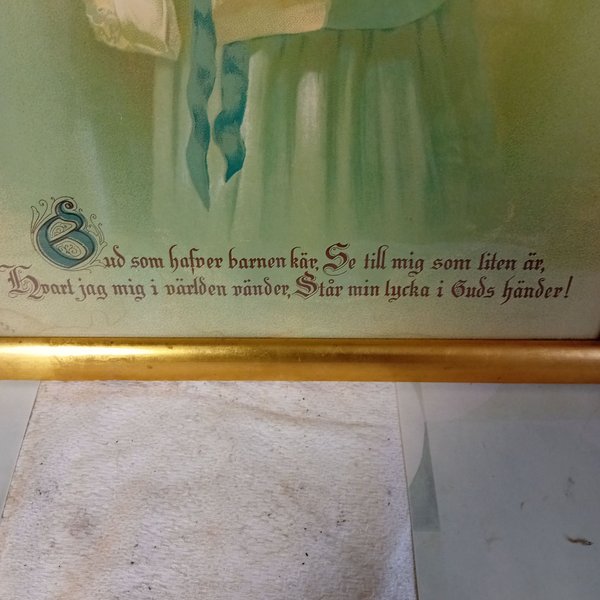 Gud som hafver barnen kär, Se till mig som liten är,
Hvart jag mig i världen vänder, Står min lycka i Guds händer!